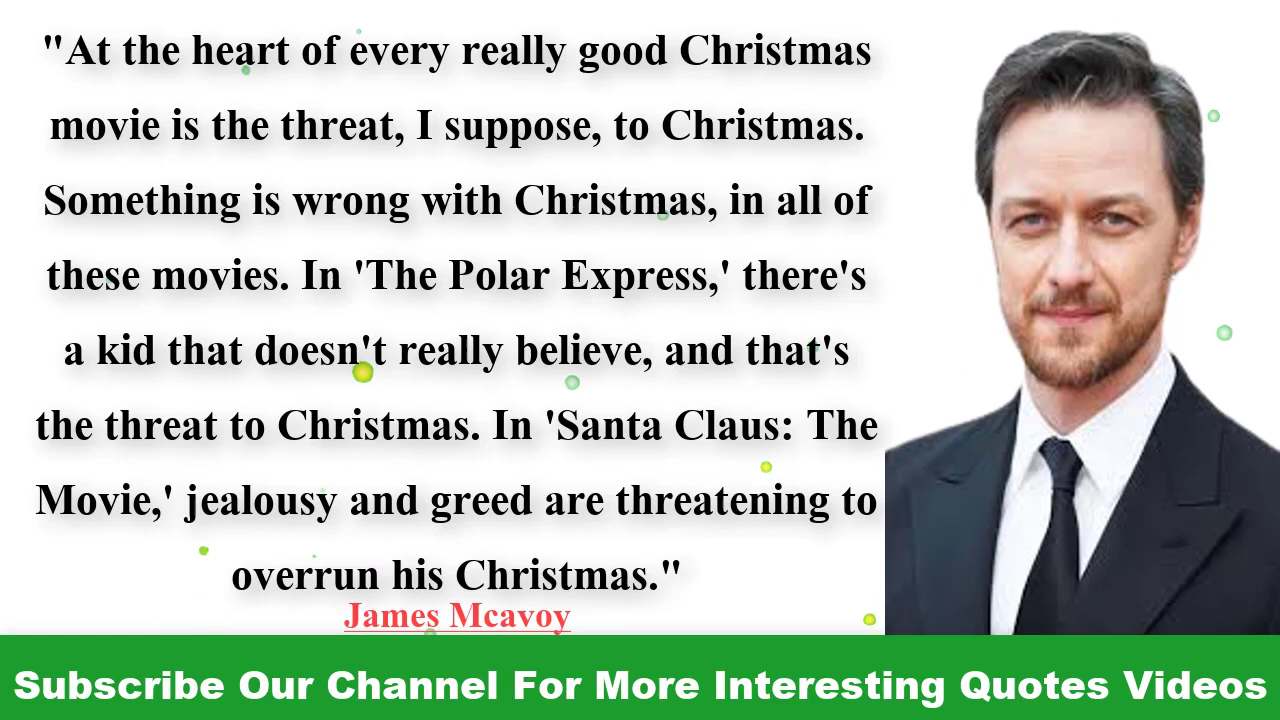 "At the heart of every really good Christmas
movie is the threat, I suppose, to Christmas.
Something is wrong with Christmas, in all of
these movies. In 'The Polar Express,' there's
a kid that doesn't really believe, and that's
the threat to Christmas. In 'Santa Claus: The
Movie,' jealousy and greed are threatening to
overrun his Christmas."
James Mcavoy
Subscribe Our Channel For More Interesting Quotes Videos